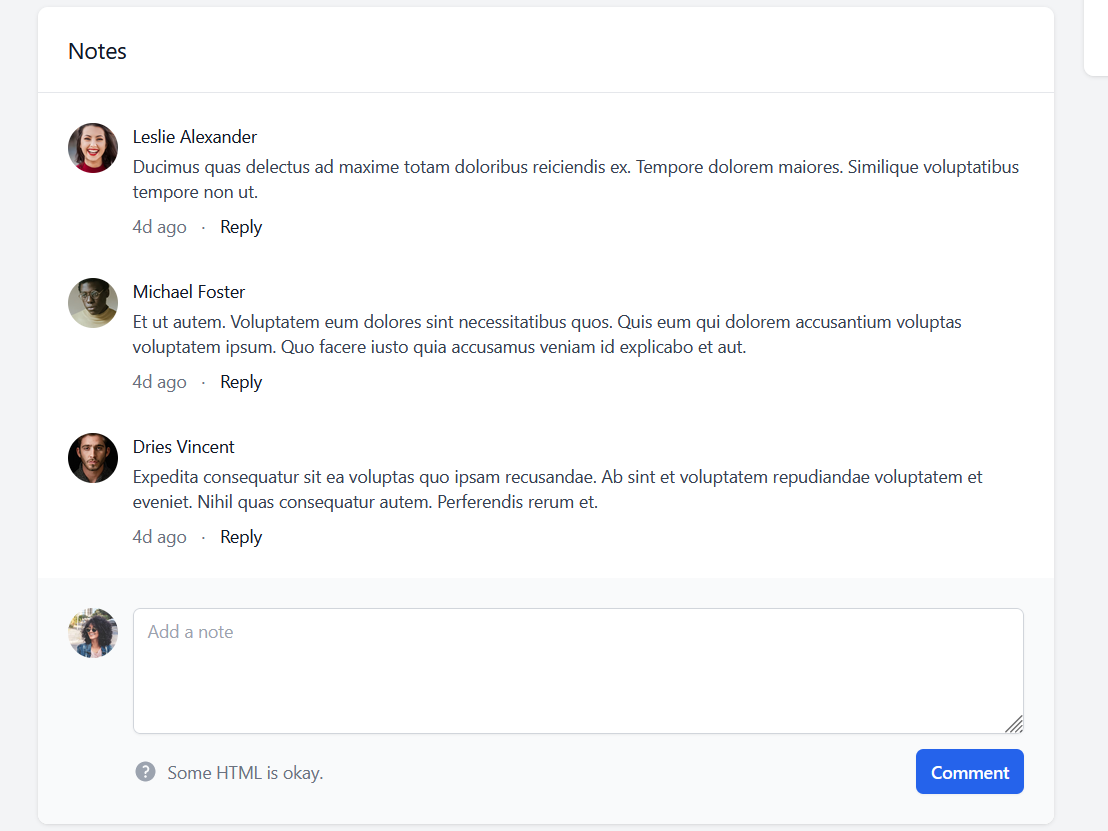 Notes
Leslie Alexander
Ducimus quas delectus ad maxime totam doloribus reiciendis ex. Tempore dolorem maiores. Similique voluptatibus
tempore non ut.
4d ago · Reply
Michael Foster
Et ut autem. Voluptatem eum dolores sint necessitatibus quos. Quis eum qui dolorem accusantium voluptas
voluptatem ipsum. Quo facere iusto quia accusamus veniam id explicabo et aut.
4d ago · Reply
Dries Vincent
Expedita consequatur sit ea voluptas quo ipsam recusandae. Ab sint et voluptatem repudiandae voluptatem et
eveniet. Nihil quas consequatur autem. Perferendis rerum et.
4d ago · Reply
Add a note
? Some HTML is okay.
Comment